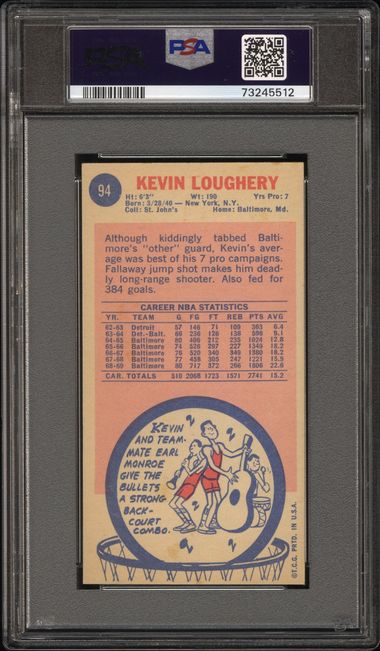 PSA
73245512
94
KEVIN LOUGHERY
Ht: 6'3" Wt: 190 Yrs Pro: 7
Born: 3/28/40 — New York, N.Y.
Coll: St. John's Home: Baltimore, Md.
Although kiddingly tabbed Balti-
more's "other" guard, Kevin's aver-
age was best of his 7 pro campaigns.
Fallaway jump shot makes him dead-
ly long-range shooter. Also fed for
384 goals.
CAREER NBA STATISTICS
YR. TEAM G FG FT REB PTS AVG
62-63 Detroit 57 146 71 109 363 6.4
63-64 Det.-Balt. 66 236 126 138 598 9.1
64-65 Baltimore 80 406 212 235 1024 12.8
65-66 Baltimore 74 526 297 227 1349 18.2
66-67 Baltimore 76 520 340 349 1380 18.2
67-68 Baltimore 77 458 305 247 1221 15.9
68-69 Baltimore 80 717 372 266 1806 22.6
CAR. TOTALS 510 2068 1723 1571 7741 15.2
KEVIN
AND TEAM-
MATE EARL
MONROE
GIVE THE
BULLETS
A STRONG
BACK-
COURT
COMBO.
©T.C.G. PRTD. IN U.S.A.